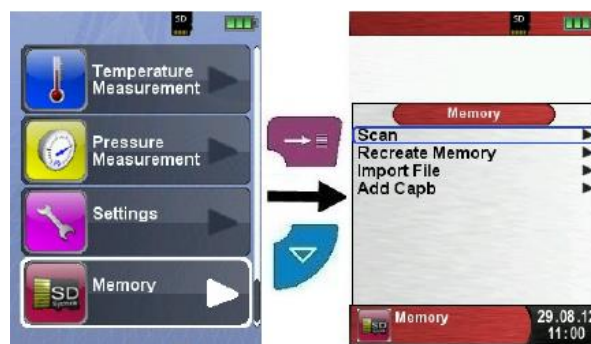 SD
Temperature
Measurement
Pressure
Measurement
Settings
SD
Memory
SD
Memory
Scan
Recreate Memory
Import File
Add Capb
SD
Memory
29.08.12
11:00